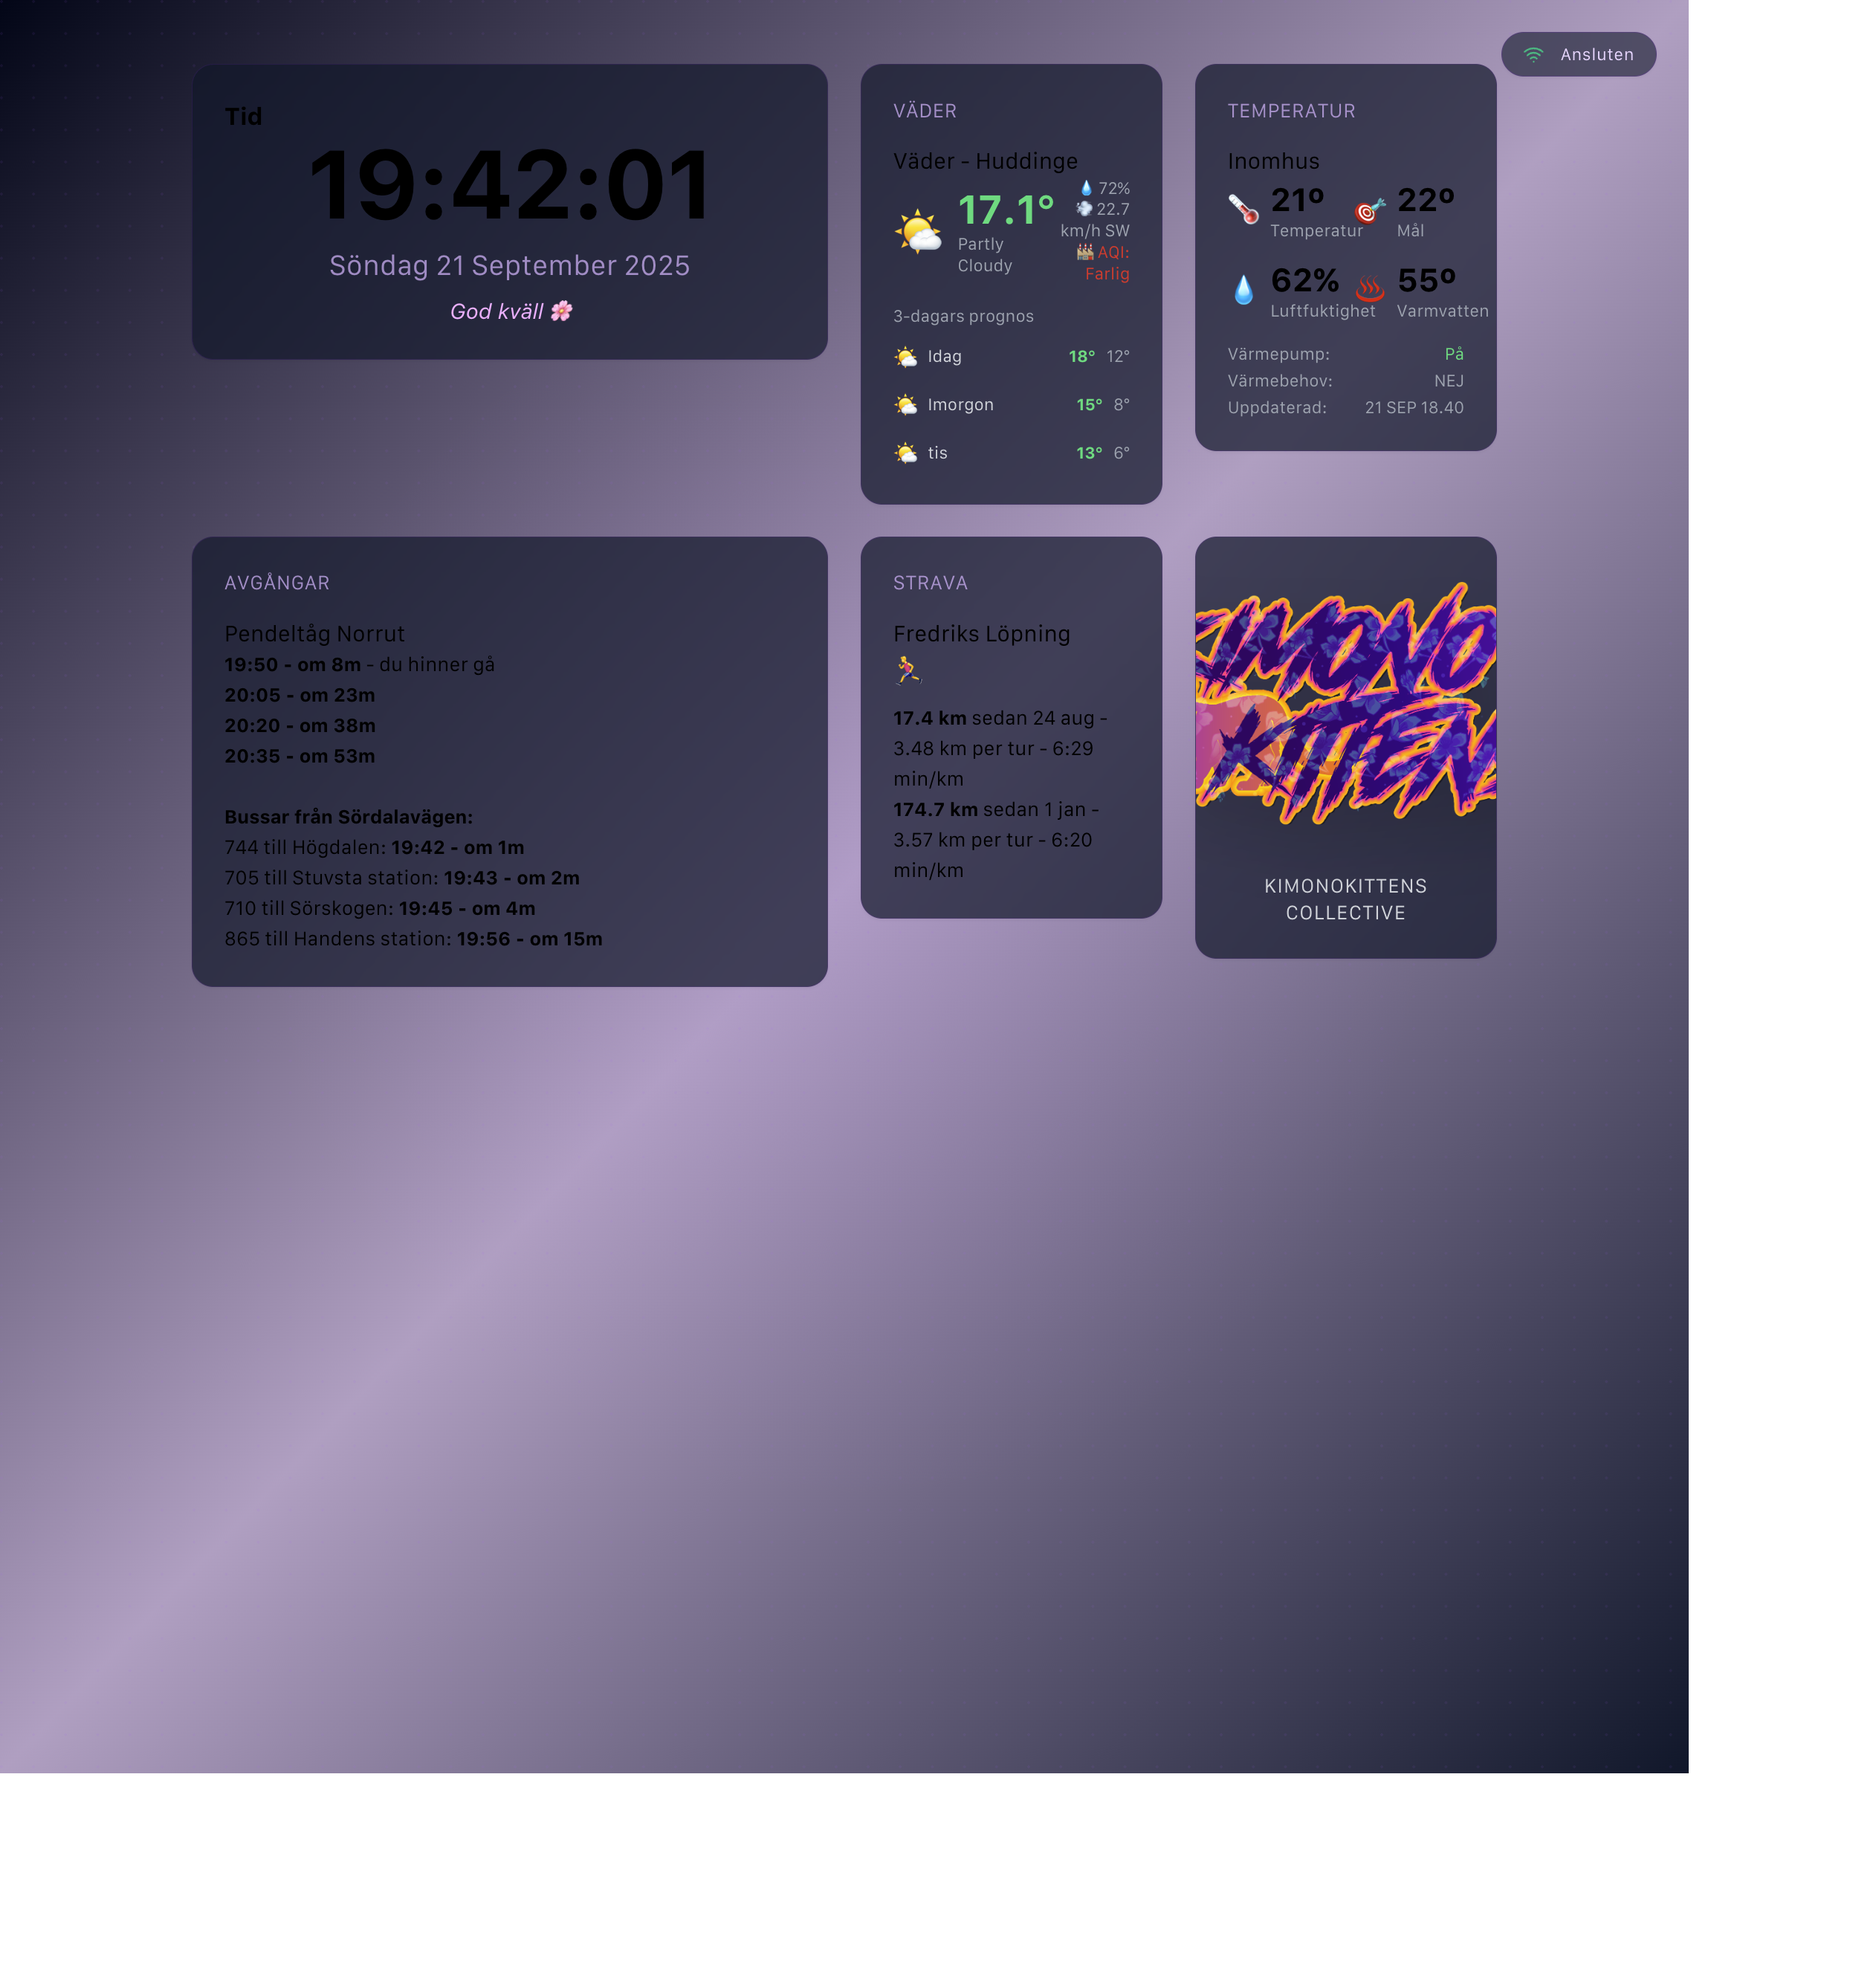 Ansluten
Tid
19:42:01
Söndag 21 September 2025
God kväll 🌸
VÄDER
Väder - Huddinge
17.1°
Partly
Cloudy
💧 72%
💨 22.7
km/h SW
🏭 AQI:
Farlig
3-dagars prognos
Idag 18° 12°
Imorgon 15° 8°
tis 13° 6°
TEMPERATUR
Inomhus
21º
Temperatur
22º
Mål
62%
Luftfuktighet
55º
Varmvatten
Värmepump: På
Värmebehov: NEJ
Uppdaterad: 21 SEP 18.40
AVGÅNGAR
Pendeltåg Norrut
19:50 - om 8m - du hinner gå
20:05 - om 23m
20:20 - om 38m
20:35 - om 53m
Bussar från Sördalavägen:
744 till Högdalen: 19:42 - om 1m
705 till Stuvsta station: 19:43 - om 2m
710 till Sörskogen: 19:45 - om 4m
865 till Handens station: 19:56 - om 15m
STRAVA
Fredriks Löpning
17.4 km sedan 24 aug -
3.48 km per tur - 6:29
min/km
174.7 km sedan 1 jan -
3.57 km per tur - 6:20
min/km
IMONO
KITTEN
KIMONOKITTENS
COLLECTIVE